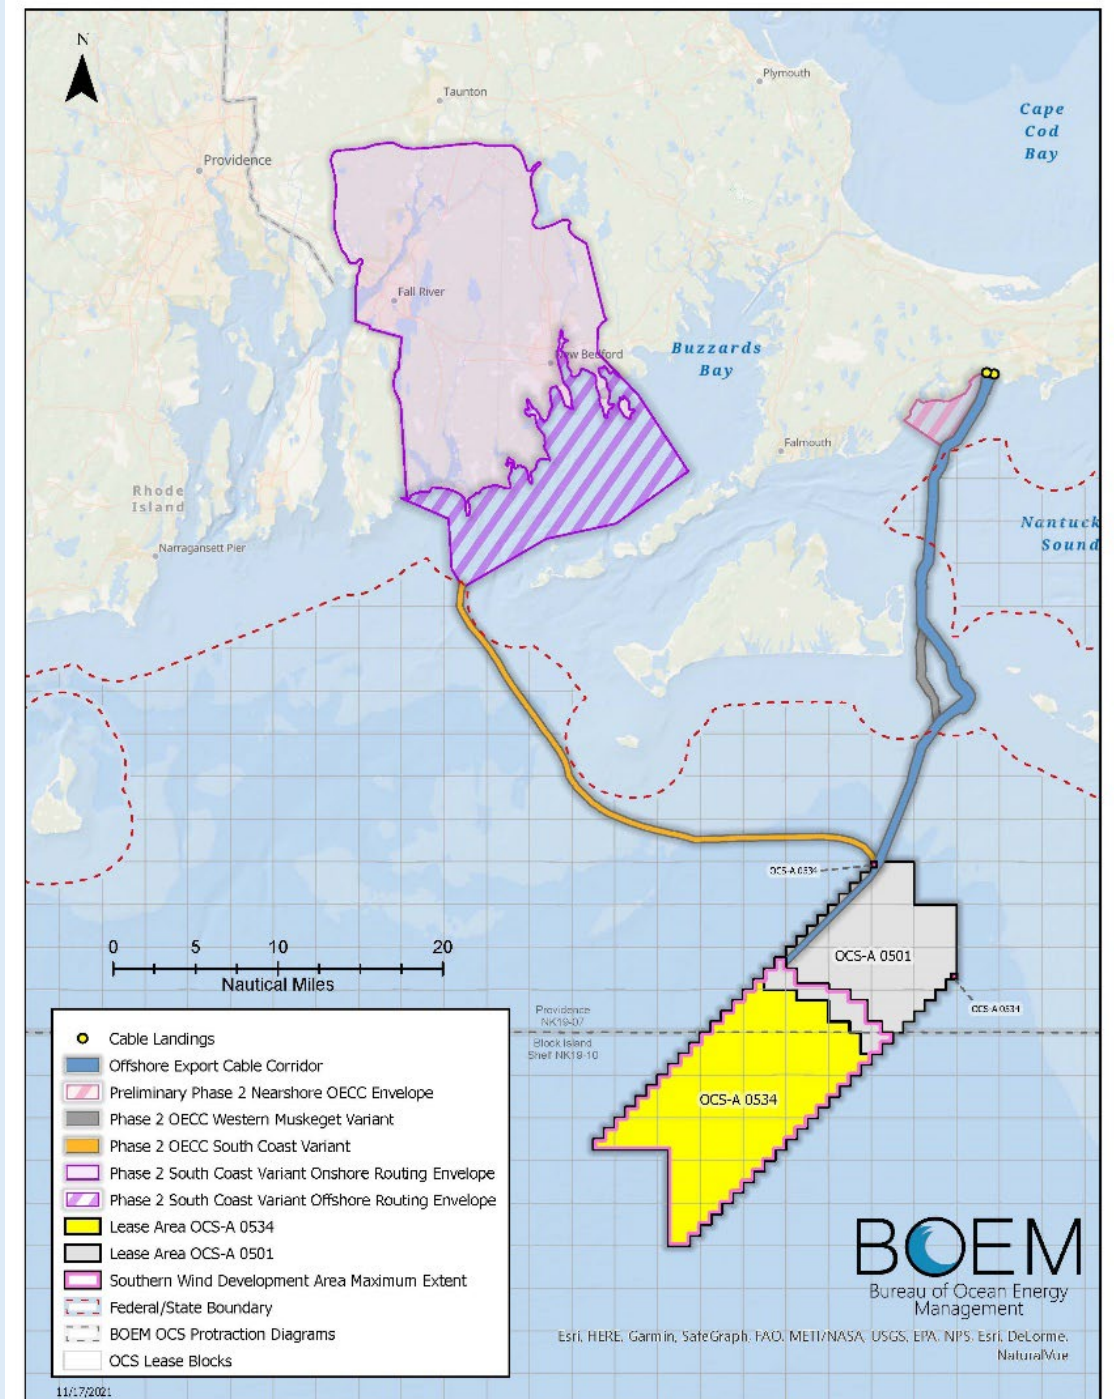 N
Plymouth
Taunton
Cape
Cod
Bay
Providence
Fall River
New Bedford
Buzzards
Bay
Falmouth
Rhode
Island
Nantuck
Sound
Narragansett Pier
OCS-A 0534
0 5 10 20
Nautical Miles
OCS-A 0501
OCS-A 0534
Providence
NK19-07
Block Island
Shelf NK19-10
OCS-A 0534
Cable Landings
Offshore Export Cable Corridor
Preliminary Phase 2 Nearshore OECC Envelope
Phase 2 OECC Western Muskeget Variant
Phase 2 OECC South Coast Variant
Phase 2 South Coast Variant Onshore Routing Envelope
Phase 2 South Coast Variant Offshore Routing Envelope
Lease Area OCS-A 0534
Lease Area OCS-A 0501
Southern Wind Development Area Maximum Extent
Federal/State Boundary
BOEM OCS Protraction Diagrams
OCS Lease Blocks
BOEM
Bureau of Ocean Energy
Management
Esri, HERE, Garmin, SafeGraph, FAO, METI/NASA, USGS, EPA, NPS, Esri, DeLorme,
NaturalVue
11/17/2021